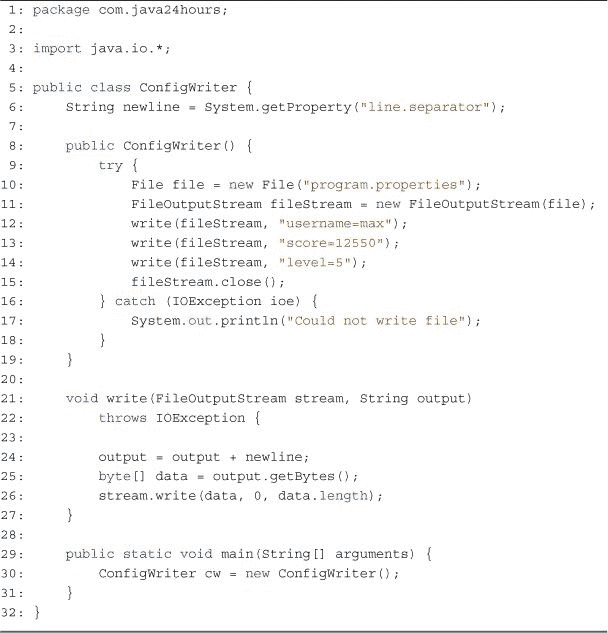 1: package com.java24hours;
2:
3: import java.io.*;
4:
5: public class ConfigWriter {
6:     String newline = System.getProperty("line.separator");
7:
8:     public ConfigWriter() {
9:         try {
10:             File file = new File("program.properties");
11:             FileOutputStream fileStream = new FileOutputStream(file);
12:             write(fileStream, "username=max");
13:             write(fileStream, "score=12550");
14:             write(fileStream, "level=5");
15:             fileStream.close();
16:         } catch (IOException ioe) {
17:             System.out.println("Could not write file");
18:         }
19:     }
20:
21:     void write(FileOutputStream stream, String output)
22:         throws IOException {
23:
24:         output = output + newline;
25:         byte[] data = output.getBytes();
26:         stream.write(data, 0, data.length);
27:     }
28:
29:     public static void main(String[] arguments) {
30:         ConfigWriter cw = new ConfigWriter();
31:     }
32: }